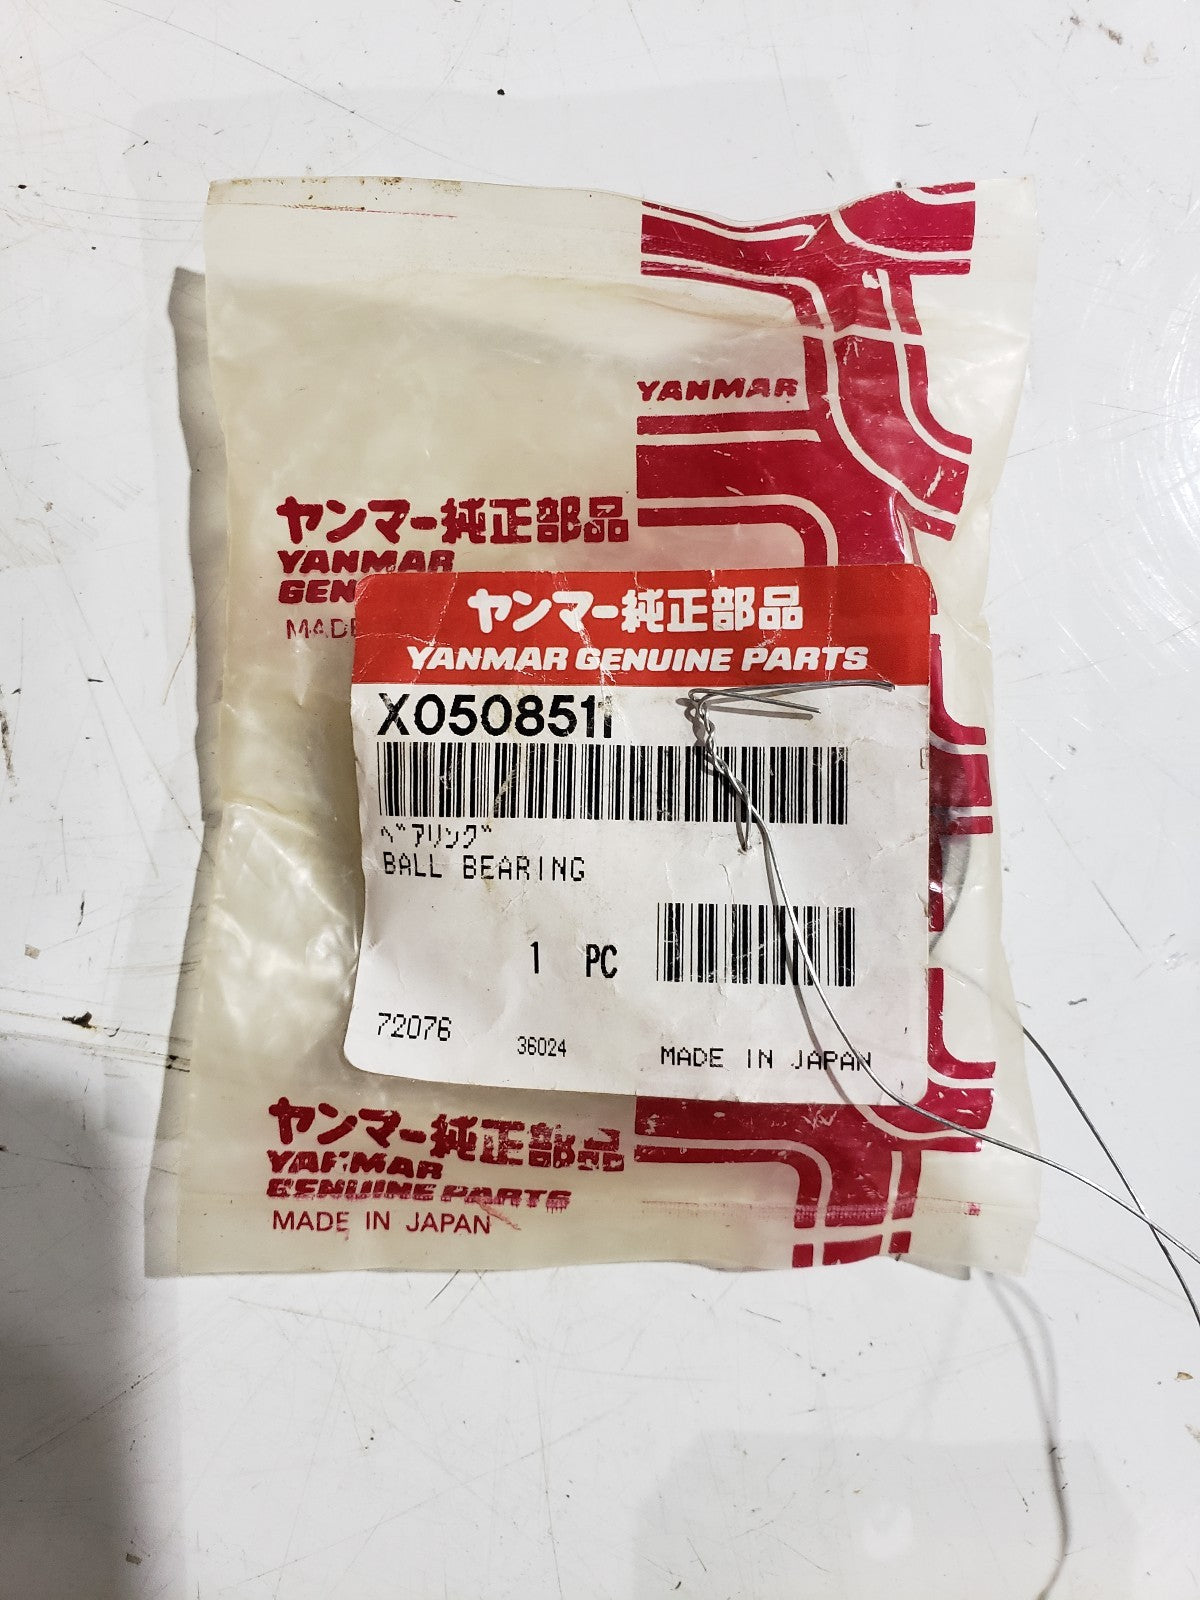 YANMAR
ヤンマー純正部品
YANMAR
GEN
MADE
ヤンマー純正部品
YANMAR GENUINE PARTS
X0508511
ベアリング
BALL BEARING
1 PC
72076
36024
MADE IN JAPAN
ヤンマー純正部品
YANMAR
GENUINE PARTS
MADE IN JAPAN